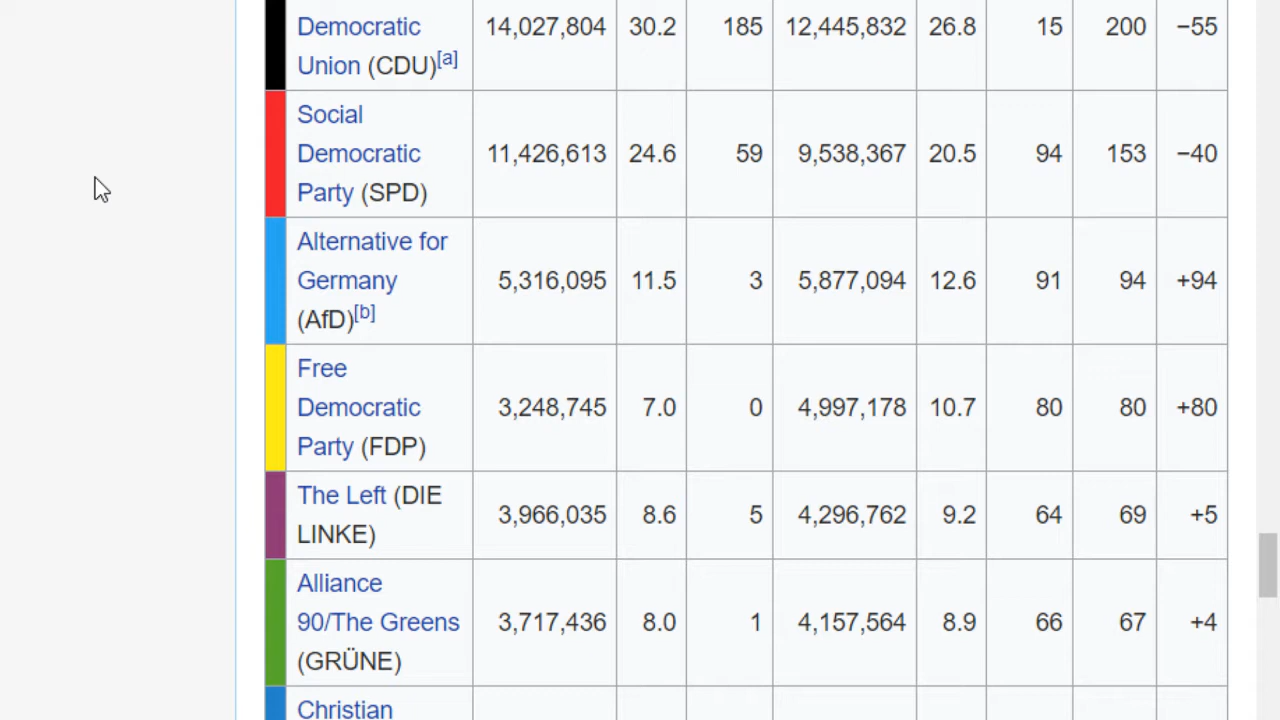 Democratic 14,027,804 30.2 185 12,445,832 26.8 15 200 −55
Union (CDU)[a]
Social
Democratic 11,426,613 24.6 59 9,538,367 20.5 94 153 −40
Party (SPD)
Alternative for
Germany 5,316,095 11.5 3 5,877,094 12.6 91 94 +94
(AfD)[b]
Free
Democratic 3,248,745 7.0 0 4,997,178 10.7 80 80 +80
Party (FDP)
The Left (DIE
LINKE) 3,966,035 8.6 5 4,296,762 9.2 64 69 +5
Alliance
90/The Greens 3,717,436 8.0 1 4,157,564 8.9 66 67 +4
(GRÜNE)
Christian